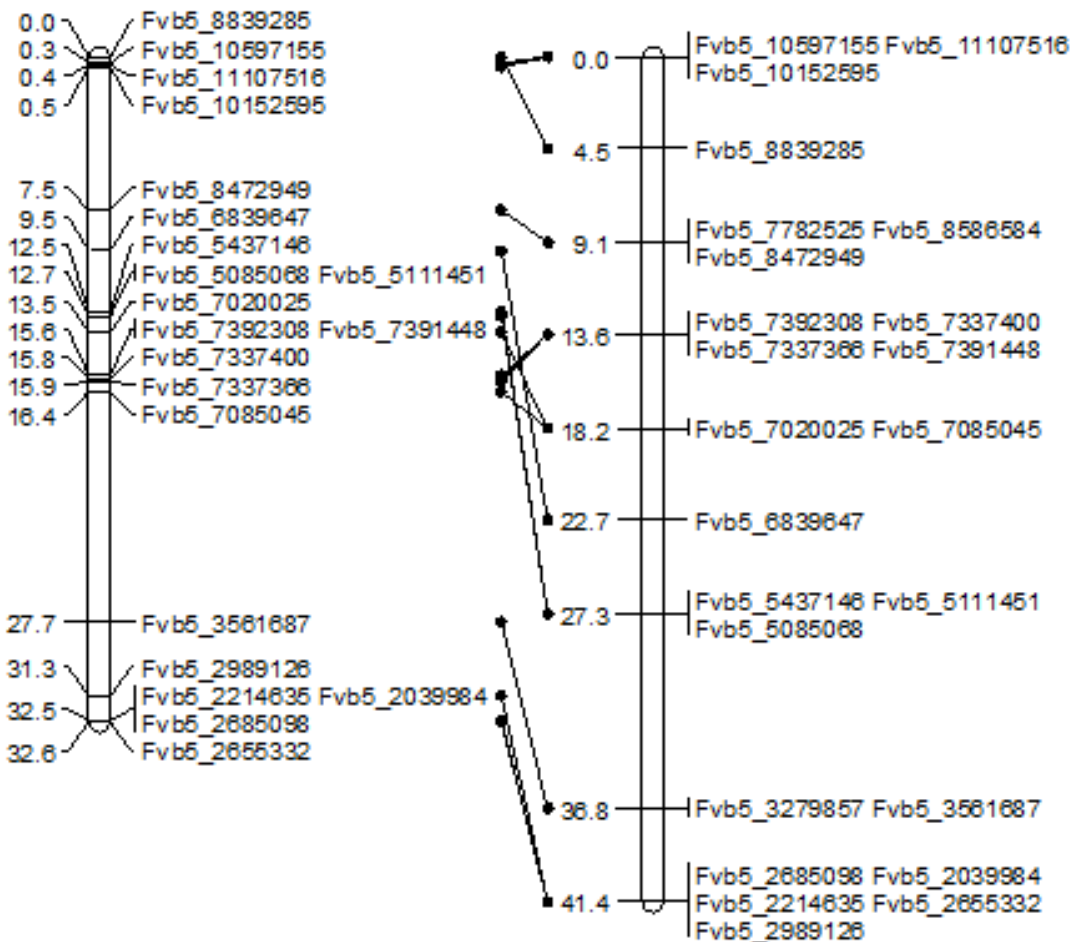 0.0 Fvb5_8839285
0.3 Fvb5_10597155
0.4 Fvb5_11107516
0.5 Fvb5_10152595
7.5 Fvb5_8472949
9.5 Fvb5_6839647
12.5 Fvb5_5437146
12.7 Fvb5_5085068 Fvb5_5111451
13.5 Fvb5_7020025
15.6 Fvb5_7392308 Fvb5_7391448
15.8 Fvb5_7337400
15.9 Fvb5_7337366
16.4 Fvb5_7085045
27.7 Fvb5_3561687
31.3 Fvb5_2989126
Fvb5_2214635 Fvb5_2039984
32.5 Fvb5_2685098
32.6 Fvb5_2655332
0.0 Fvb5_10597155 Fvb5_11107516
Fvb5_10152595
4.5 Fvb5_8839285
9.1 Fvb5_7782525 Fvb5_8586584
Fvb5_8472949
13.6 Fvb5_7392308 Fvb5_7337400
Fvb5_7337366 Fvb5_7391448
18.2 Fvb5_7020025 Fvb5_7085045
22.7 Fvb5_6839647
27.3 Fvb5_5437146 Fvb5_5111451
Fvb5_5085068
36.8 Fvb5_3279857 Fvb5_3561687
Fvb5_2685098 Fvb5_2039984
41.4 Fvb5_2214635 Fvb5_2655332
Fvb5_2989126